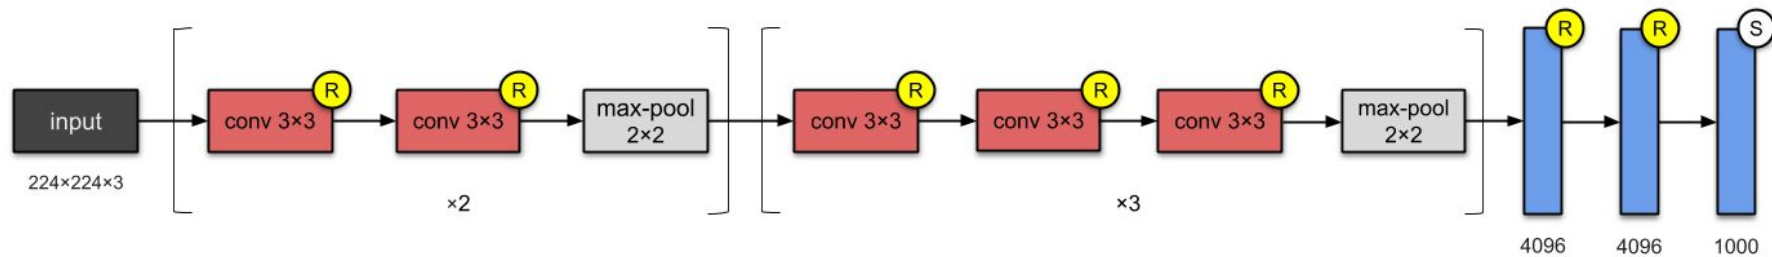 input
224×224×3
conv 3×3
R
conv 3×3
R
max-pool
2×2
×2
conv 3×3
R
conv 3×3
R
conv 3×3
R
max-pool
2×2
×3
R
4096
R
4096
S
1000